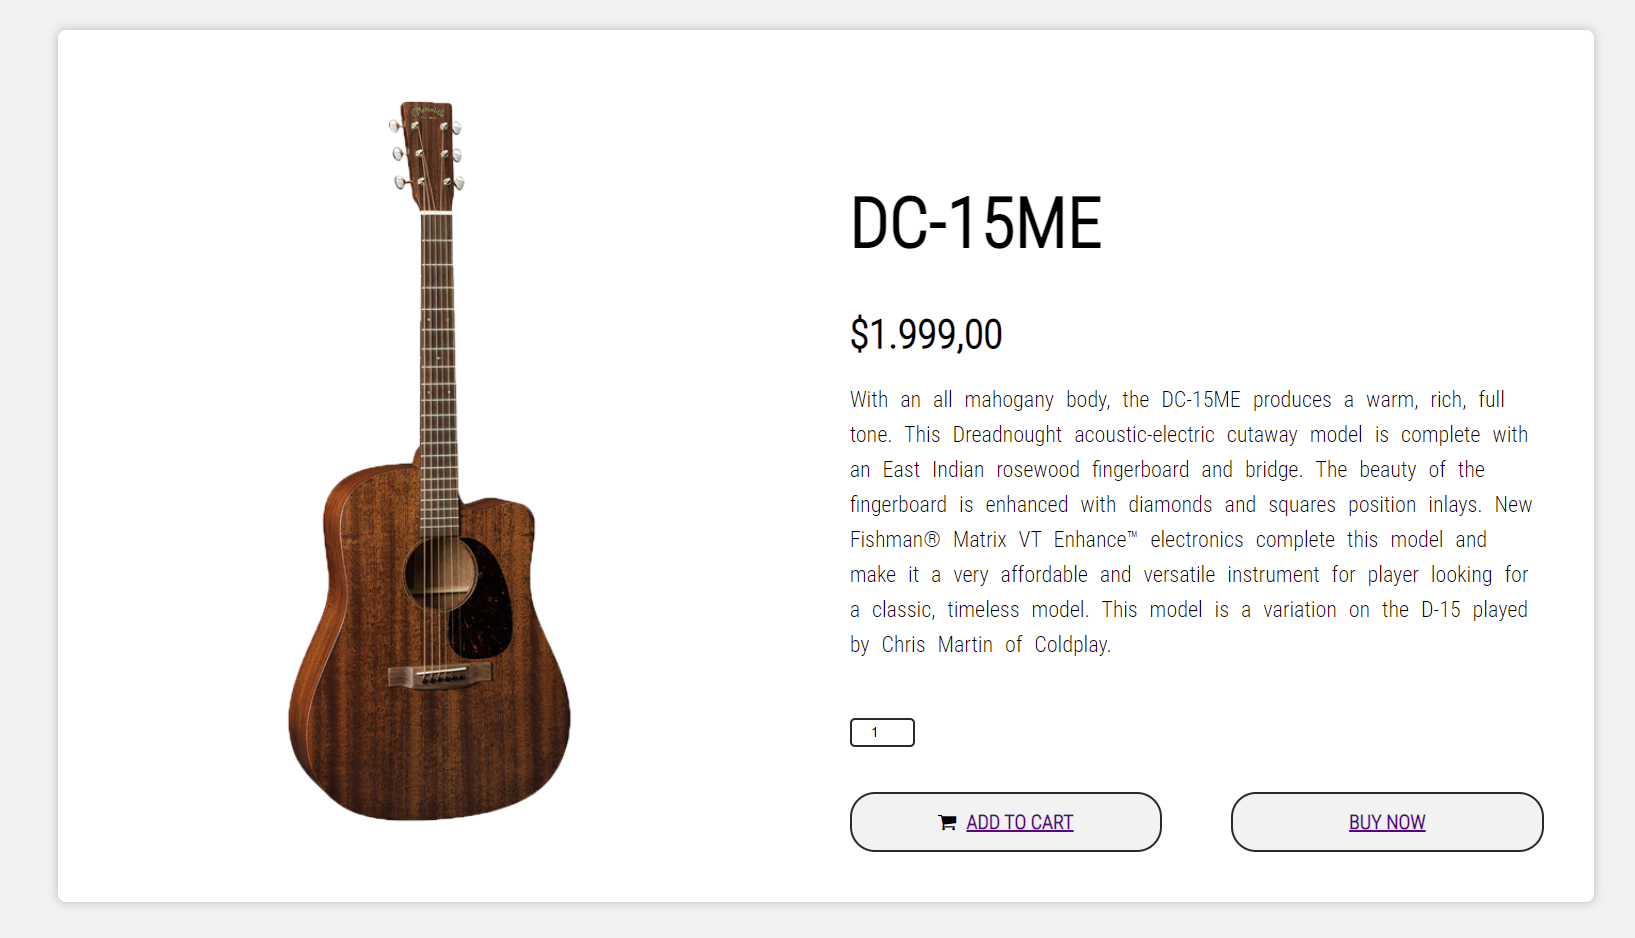 DC-15ME
$1.999,00
With an all mahogany body, the DC-15ME produces a warm, rich, full
tone. This Dreadnought acoustic-electric cutaway model is complete with
an East Indian rosewood fingerboard and bridge. The beauty of the
fingerboard is enhanced with diamonds and squares position inlays. New
Fishman® Matrix VT Enhance™ electronics complete this model and
make it a very affordable and versatile instrument for player looking for
a classic, timeless model. This model is a variation on the D-15 played
by Chris Martin of Coldplay.
1
ADD TO CART
BUY NOW